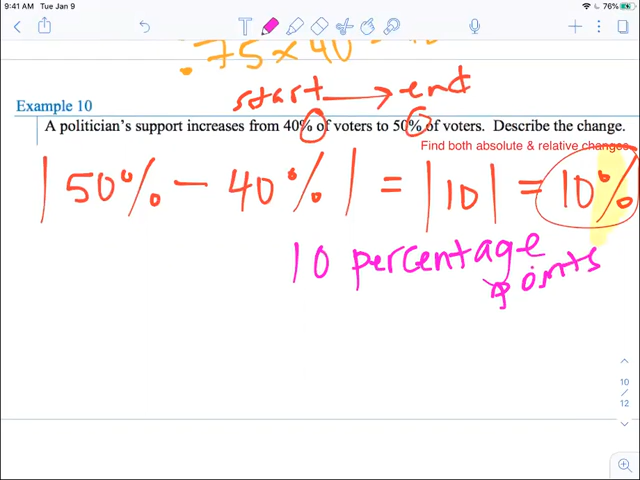 9:41 AM Tue Jan 9
76%
.75 x 40
start → end
Example 10
A politician's support increases from 40% of voters to 50% of voters. Describe the change.
Find both absolute & relative changes
|50% - 40%| = |10| = 10%
10 percentage
points
10
/
12